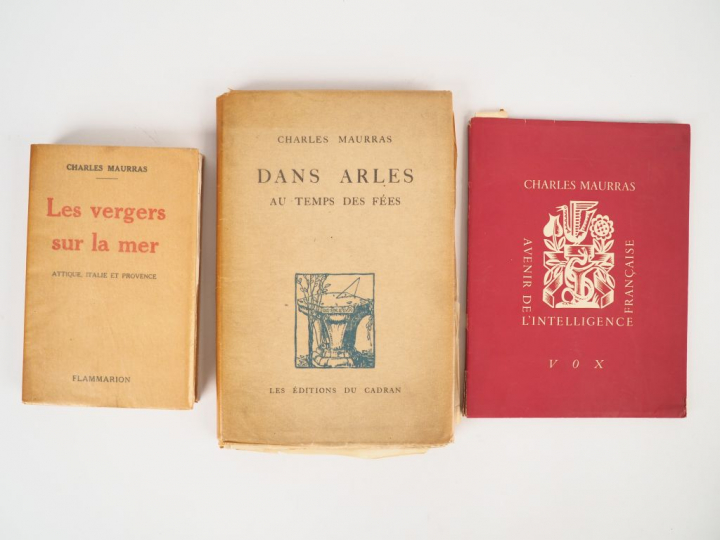 CHARLES MAURRAS
Les vergers
sur la mer
ATTIQUE, ITALIE ET PROVENCE
FLAMMARION
CHARLES MAURRAS
DANS ARLES
AU TEMPS DES FÉES
LES ÉDITIONS DU CADRAN
CHARLES MAURRAS
AVENIR DE
L'INTELLIGENCE
FRANÇAISE
VOX